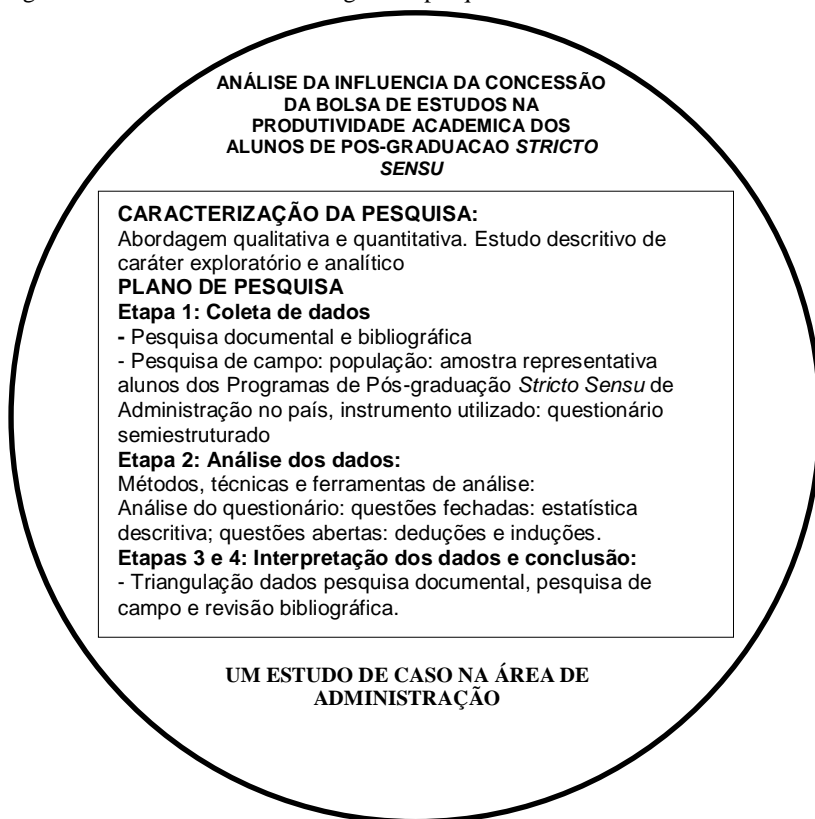 ANÁLISE DA INFLUENCIA DA CONCESSÃO
DA BOLSA DE ESTUDOS NA
PRODUTIVIDADE ACADEMICA DOS
ALUNOS DE POS-GRADUACAO STRICTO
SENSU
CARACTERIZAÇÃO DA PESQUISA:
Abordagem qualitativa e quantitativa. Estudo descritivo de
caráter exploratório e analítico
PLANO DE PESQUISA
Etapa 1: Coleta de dados
- Pesquisa documental e bibliográfica
- Pesquisa de campo: população: amostra representativa
alunos dos Programas de Pós-graduação Stricto Sensu de
Administração no país, instrumento utilizado: questionário
semiestruturado
Etapa 2: Análise dos dados:
Métodos, técnicas e ferramentas de análise:
Análise do questionário: questões fechadas: estatística
descritiva; questões abertas: deduções e induções.
Etapas 3 e 4: Interpretação dos dados e conclusão:
- Triangulação dados pesquisa documental, pesquisa de
campo e revisão bibliográfica.
UM ESTUDO DE CASO NA ÁREA DE
ADMINISTRAÇÃO